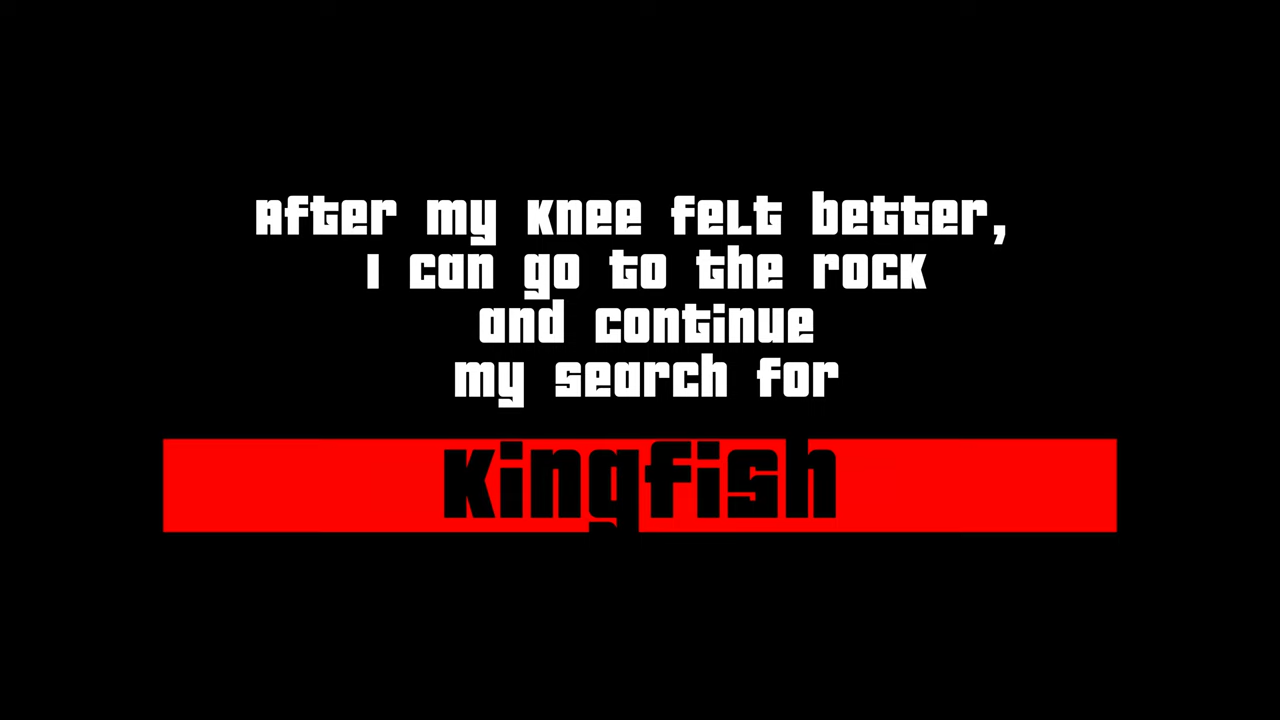 After my knee felt better,
I can go to the rock
and continue
my search for
kingfish